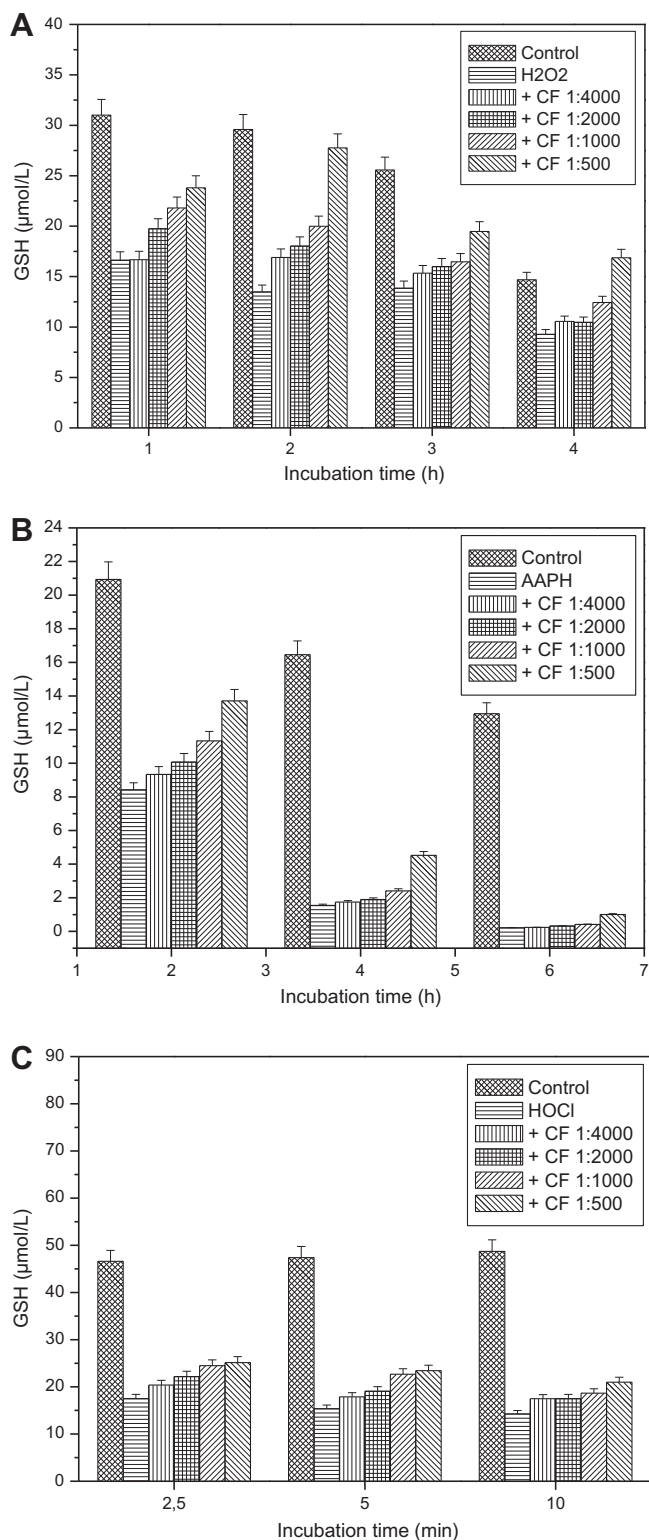 A
40
35
30
25
20
15
10
5
0
GSH (μmol/L)
Control
H2O2
+ CF 1:4000
+ CF 1:2000
+ CF 1:1000
+ CF 1:500
1 2 3 4
Incubation time (h)
B
24
22
20
18
16
14
12
10
8
6
4
2
0
GSH (μmol/L)
Control
AAPH
+ CF 1:4000
+ CF 1:2000
+ CF 1:1000
+ CF 1:500
1 2 3 4 5 6 7
Incubation time (h)
C
90
80
70
60
50
40
30
20
10
0
GSH (μmol/L)
Control
HOCl
+ CF 1:4000
+ CF 1:2000
+ CF 1:1000
+ CF 1:500
2,5 5 10
Incubation time (min)